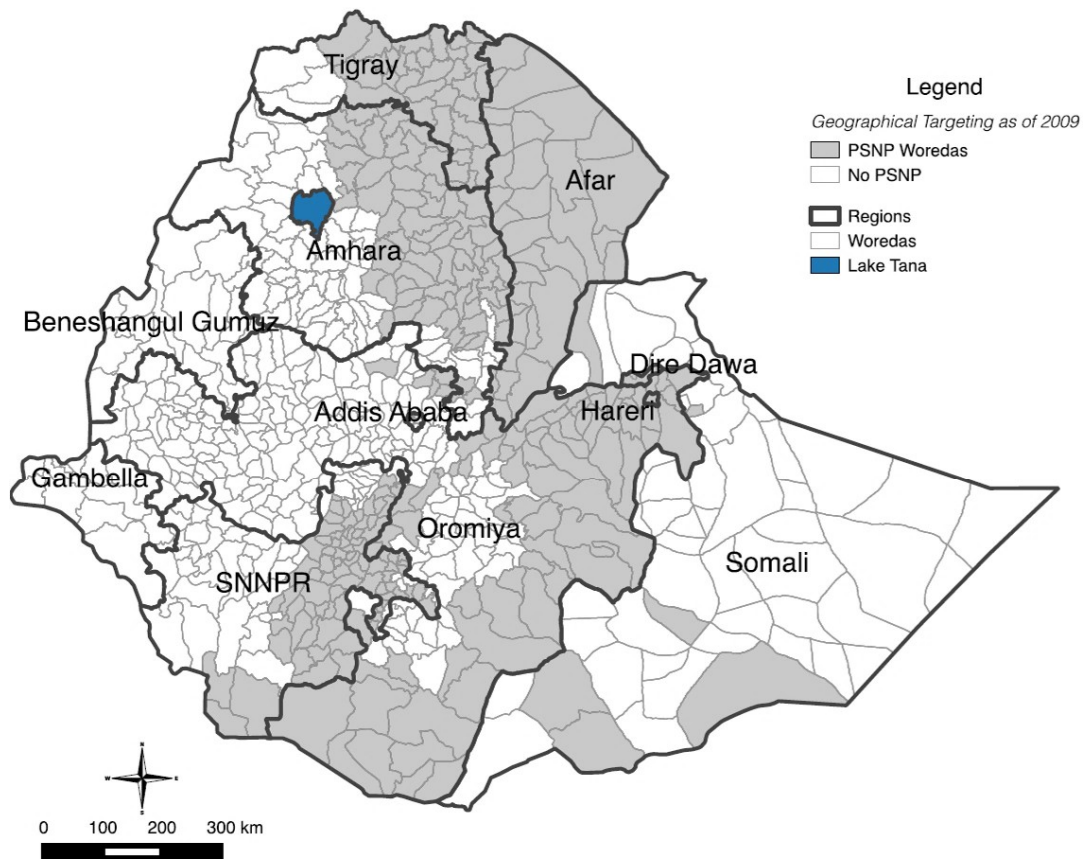 Tigray
Afar
Amhara
Beneshangul Gumuz
Dire Dawa
Addis Ababa
Hareri
Gambella
Oromiya
SNNPR
Somali
Legend
Geographical Targeting as of 2009
PSNP Woredas
No PSNP
Regions
Woredas
Lake Tana
N
W E
S
0 100 200 300 km